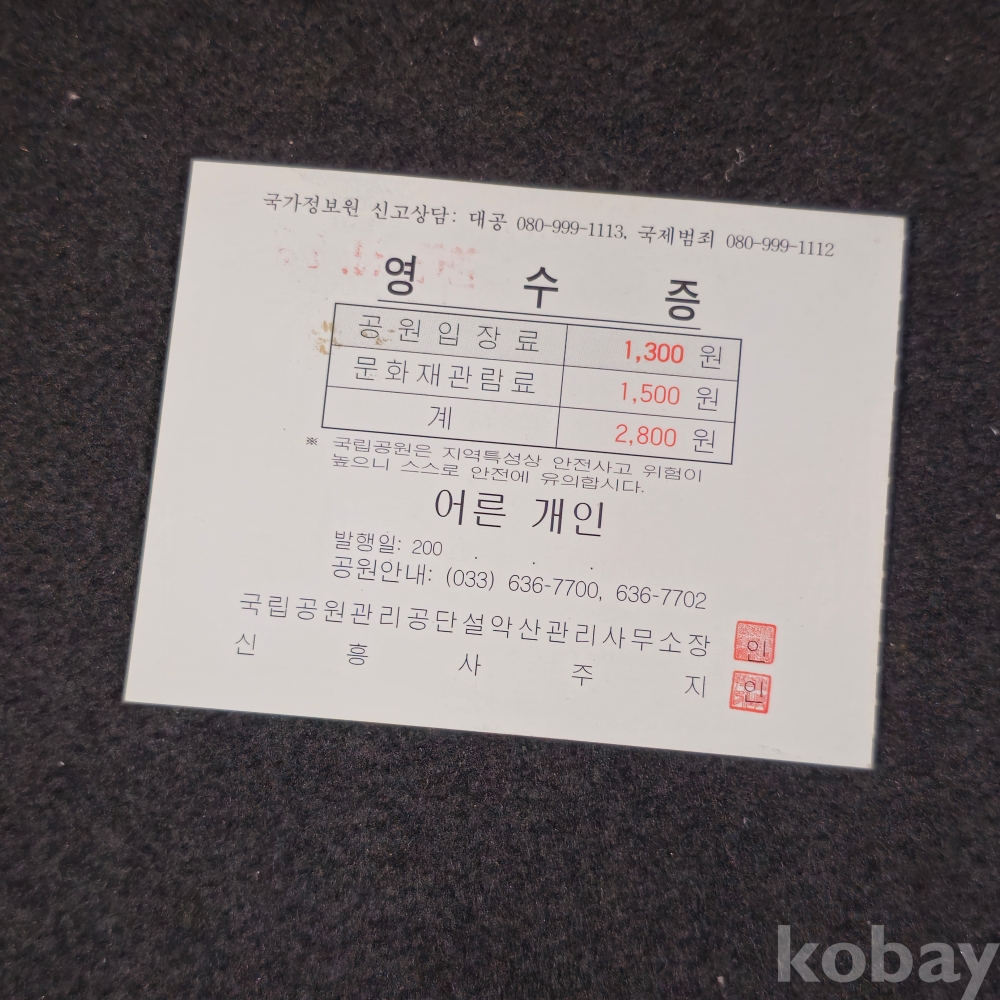 국가정보원 신고상담: 대공 080-999-1113, 국제범죄 080-999-1112
영 수 증
공원입장료 1,300 원
문화재관람료 1,500 원
계 2,800 원
※ 국립공원은 지역특성상 안전사고 위험이
높으니 스스로 안전에 유의합시다.
어른 개인
발행일: 200 . .
공원안내: (033) 636-7700, 636-7702
국립공원관리공단설악산관리사무소장 인
신 흥 사 주 지 인
kobay